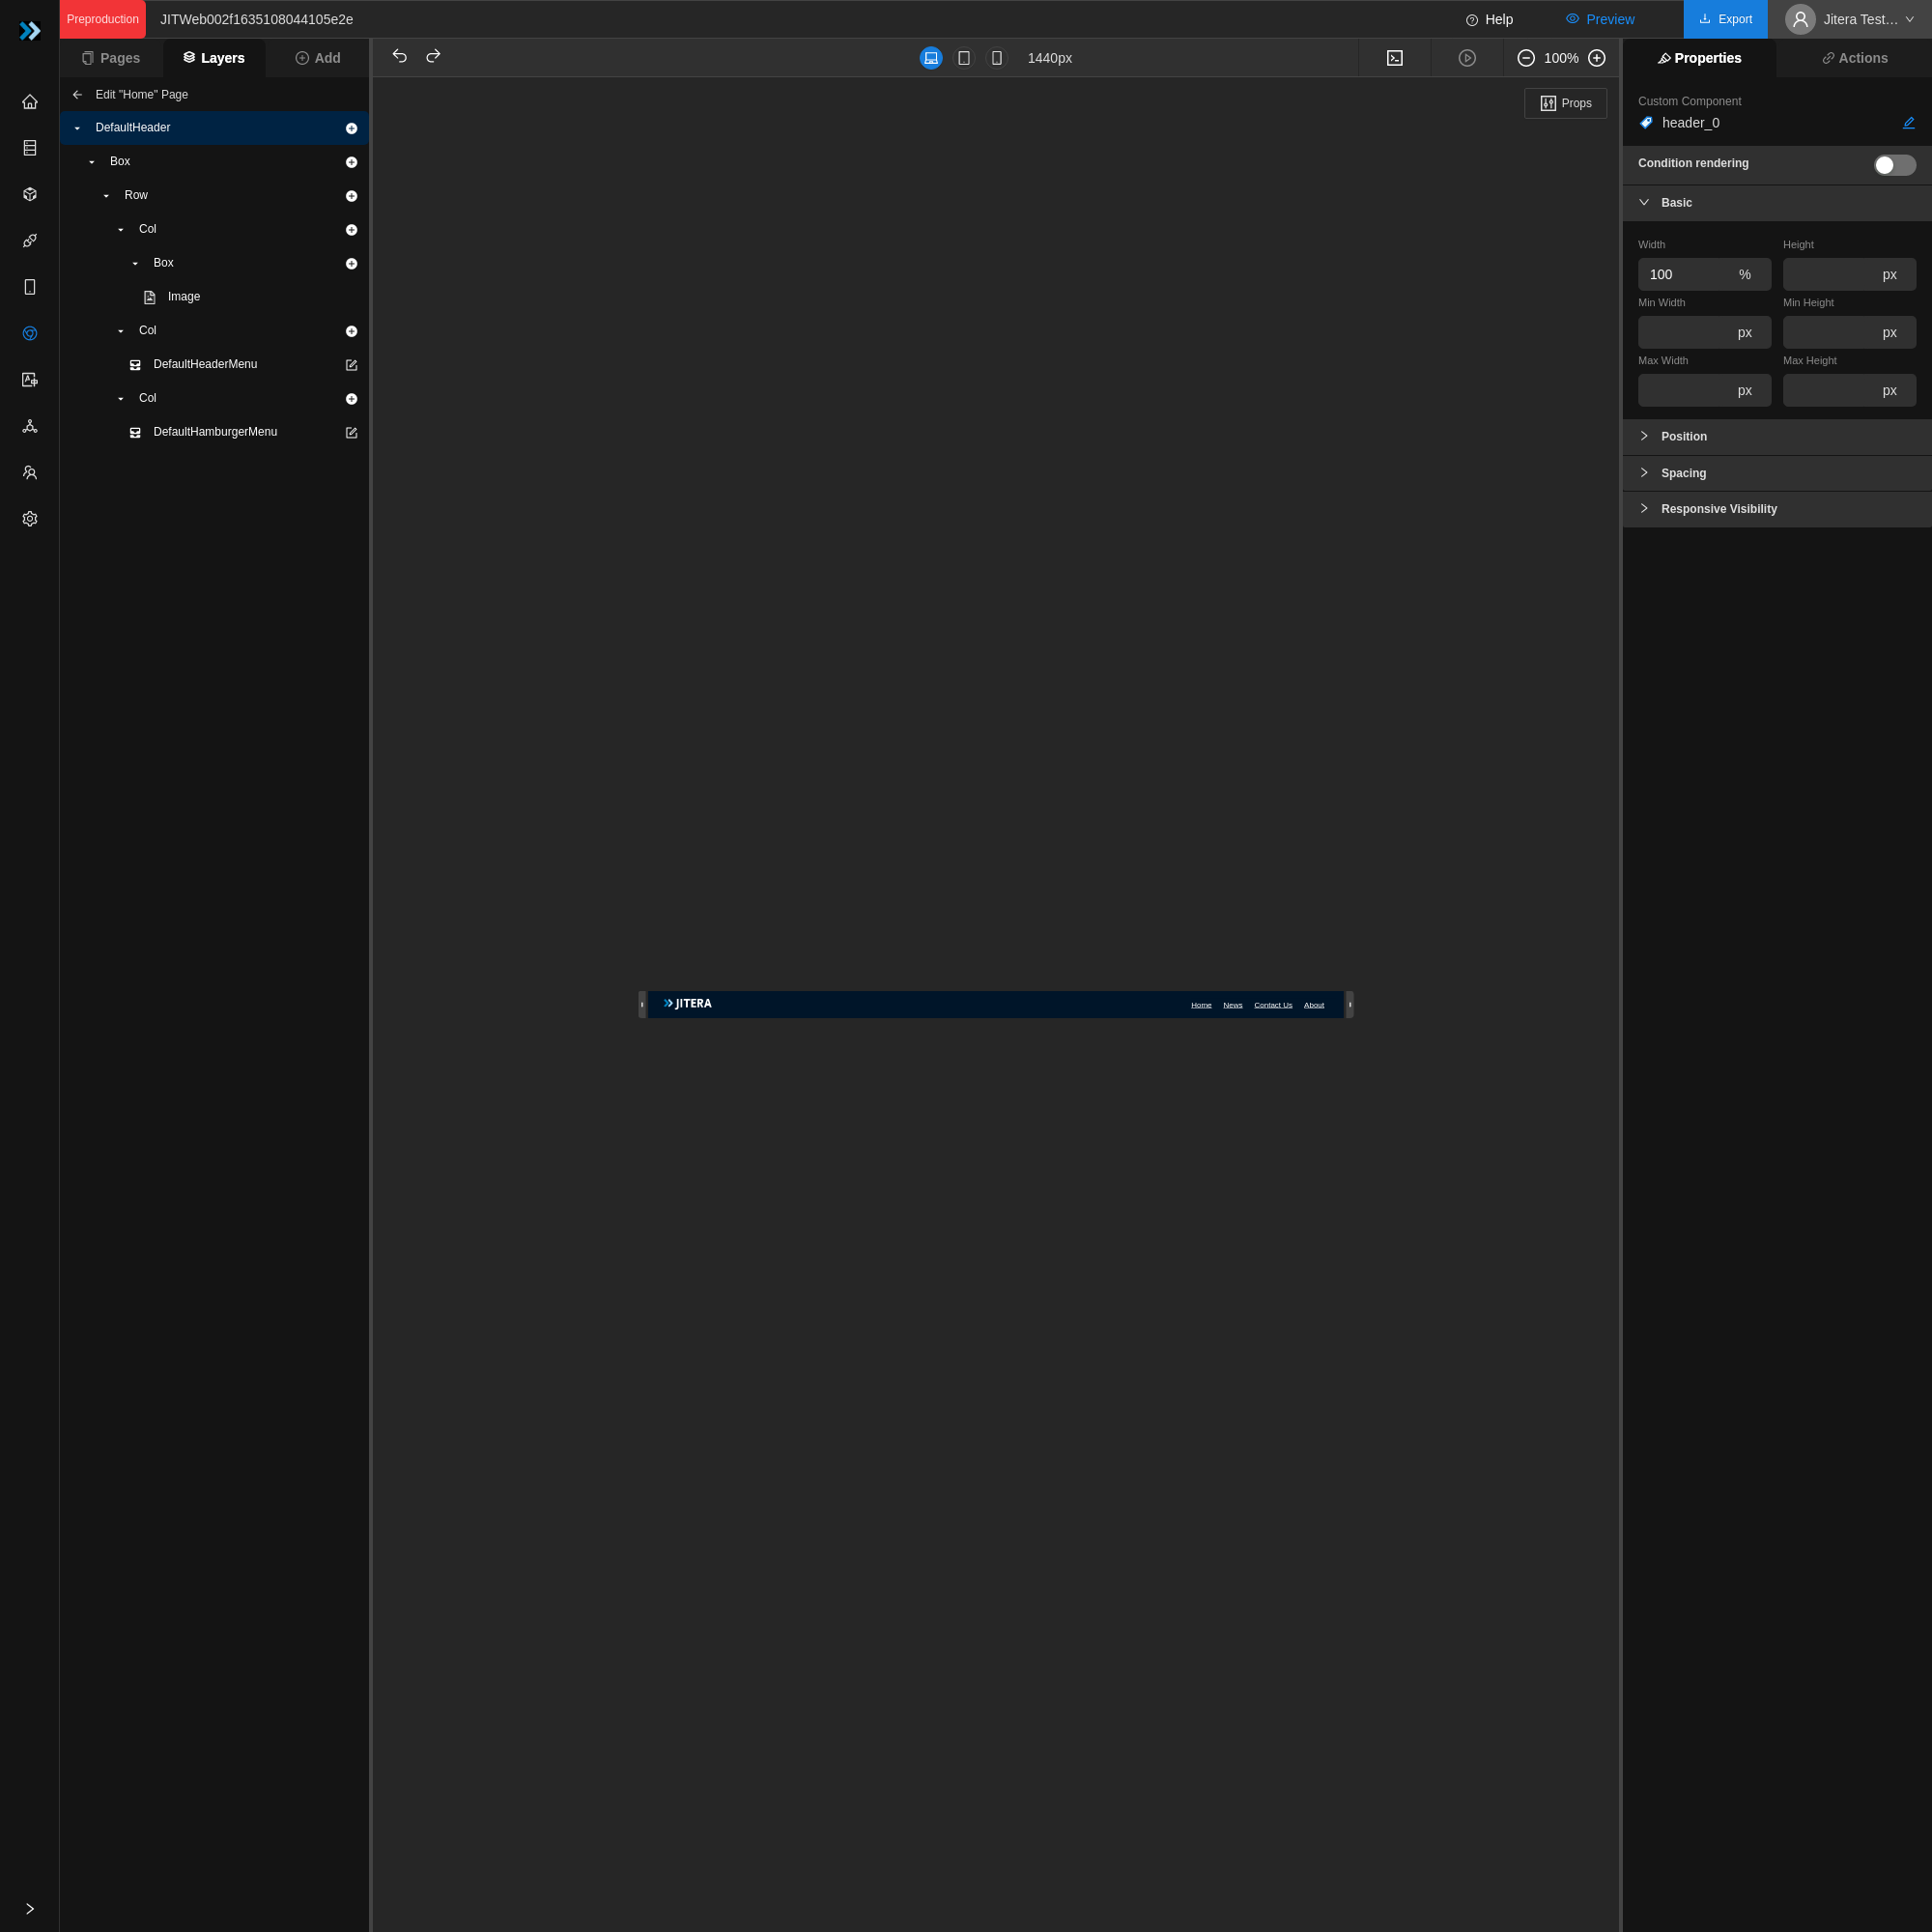 Preproduction JITWeb002f1635108044105e2e Help Preview Export Jitera Test...
Pages Layers Add 1440px 100% Properties Actions
Edit "Home" Page
DefaultHeader
Box
Row
Col
Box
Image
Col
DefaultHeaderMenu
Col
DefaultHamburgerMenu
Props
JITERA Home News Contact Us About
Custom Component
header_0
Condition rendering
Basic
Width Height
100 % px
Min Width Min Height
px px
Max Width Max Height
px px
Position
Spacing
Responsive Visibility